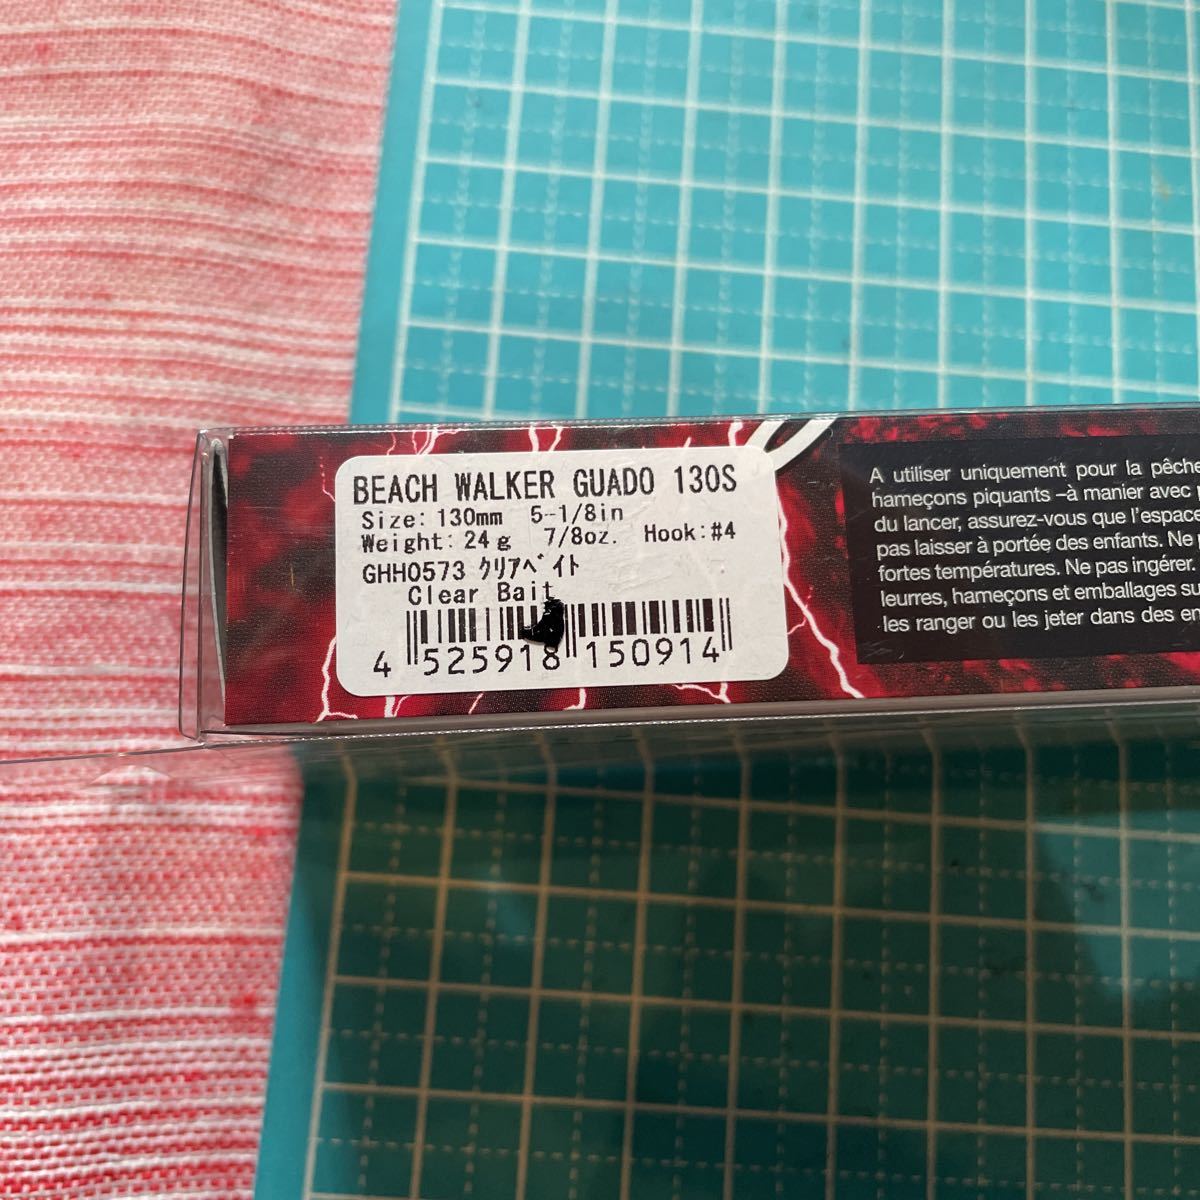 BEACH WALKER GUADO 130S
Size: 130mm 5-1/8in
Weight: 24g 7/8oz. Hook:#4
GHH0573 ｸﾘｱﾍﾞｲﾄ
Clear Bait
4 525918 150914
A utiliser uniquement pour la pêche
hameçons piquants –à manier avec
du lancer, assurez-vous que l'espace
pas laisser à portée des enfants. Ne
fortes températures. Ne pas ingérer.
leurres, hameçons et emballages su
les ranger ou les jeter dans des en